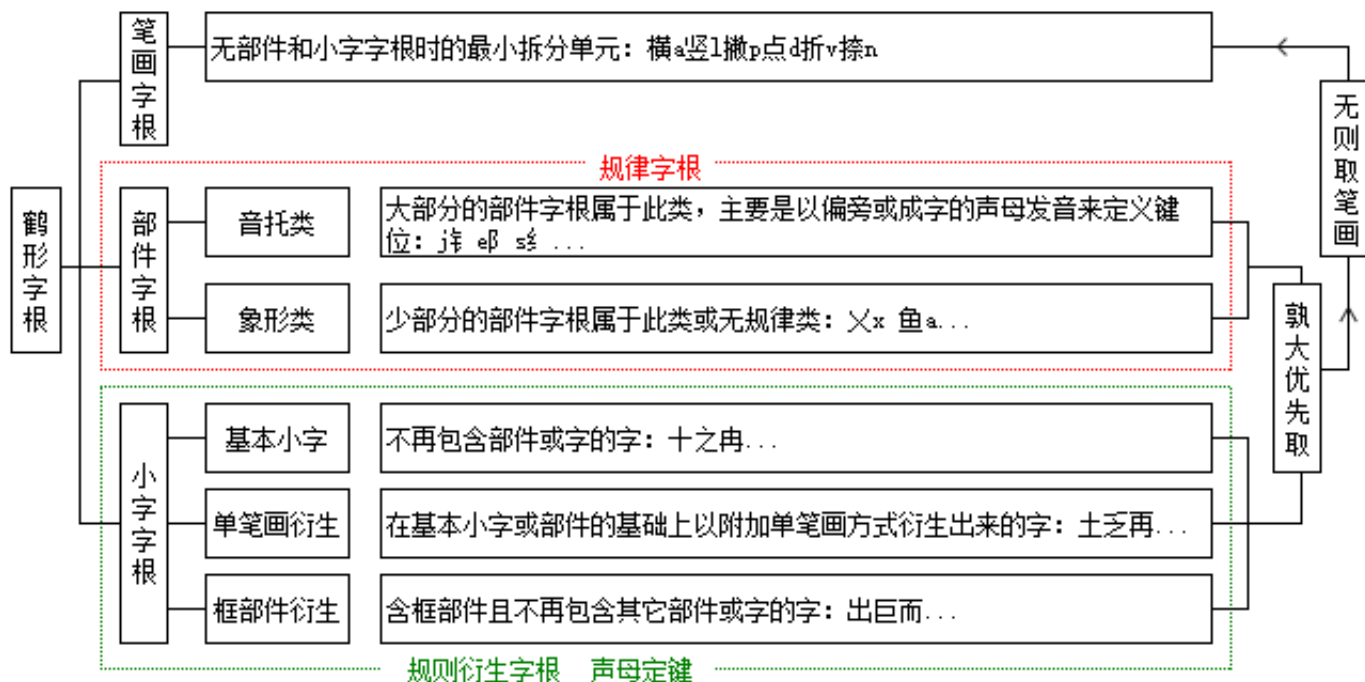 笔画字根
无部件和小字字根时的最小拆分单元：横a竖l撇p点d折v捺n
无则取笔画
规律字根
鹤形字根
部件字根
音托类
大部分的部件字根属于此类，主要是以偏旁或成字的声母发音来定义键
位：j钅 e阝 s纟 ...
象形类
少部分的部件字根属于此类或无规律类：㐅x 鱼a...
孰大优先取
小字字根
基本小字
不再包含部件或字的字：十之冉...
单笔画衍生
在基本小字或部件的基础上以附加单笔画方式衍生出来的字：土乏再...
框部件衍生
含框部件且不再包含其它部件或字的字：出巨而...
规则衍生字根 声母定键